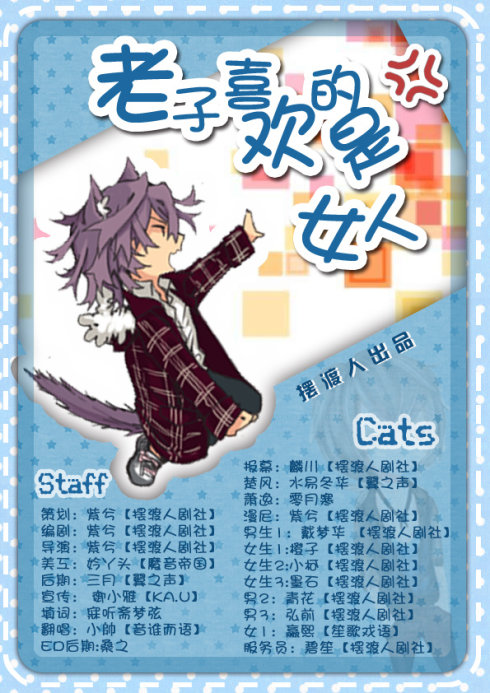 老子喜欢的是
女人
摆渡人出品
Staff
策划：紫兮【摆渡人剧社】
编剧：紫兮【摆渡人剧社】
导演：紫兮【摆渡人剧社】
美工：妗丫头【魔音帝国】
后期：三月【翼之声】
宣传：鄞小雅【KA.U】
填词：寐听斋梦弦
翻唱：小帥【音谁而语】
ED后期:桑之
Cats
报幕：麟川【摆渡人剧社】
楚风：水易冬华【翼之声】
萧逸：零月寒
漫尼：紫兮【摆渡人剧社】
男生1：戴梦华【摆渡人剧社】
女生1:橙子【摆渡人剧社】
女生2:小【摆渡人剧社】
女生3:墨石【摆渡人剧社】
男2：青花【摆渡人剧社】
男3：弘前【摆渡人剧社】
女1：赢熙【笙歌戏语】
服务员：碧笙【摆渡人剧社】